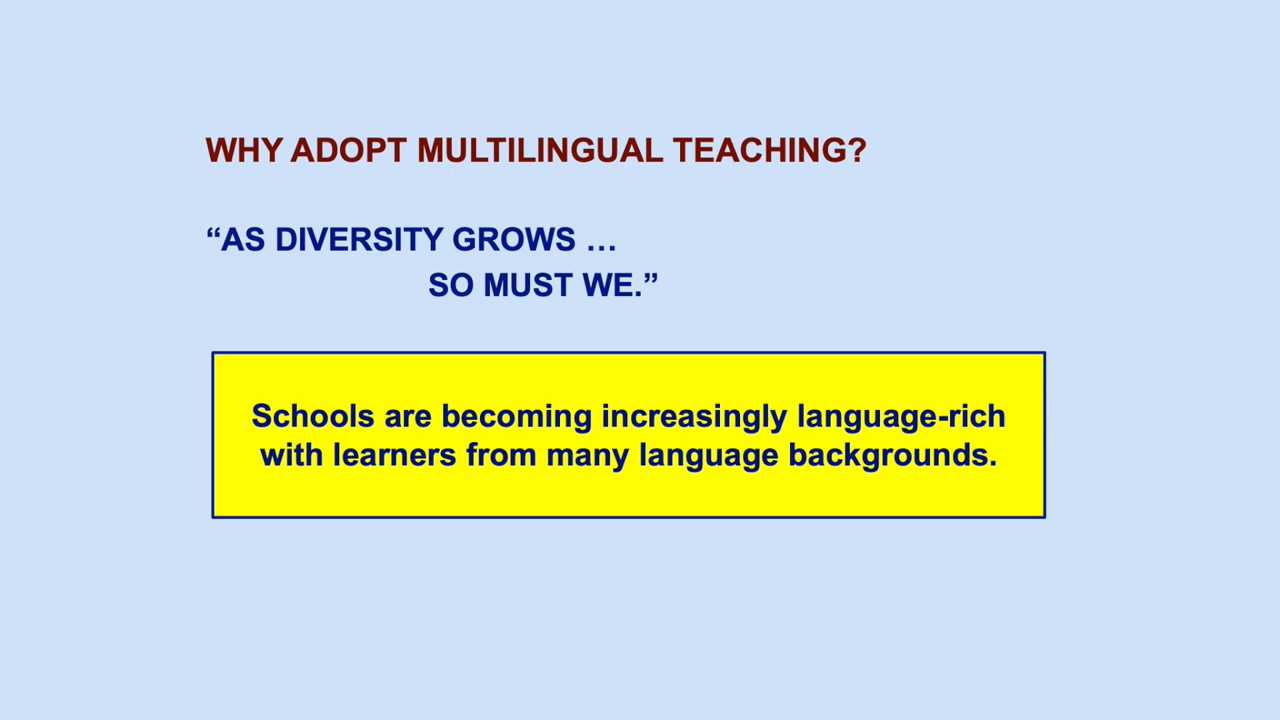 WHY ADOPT MULTILINGUAL TEACHING?
“AS DIVERSITY GROWS …
SO MUST WE.”
Schools are becoming increasingly language-rich
with learners from many language backgrounds.